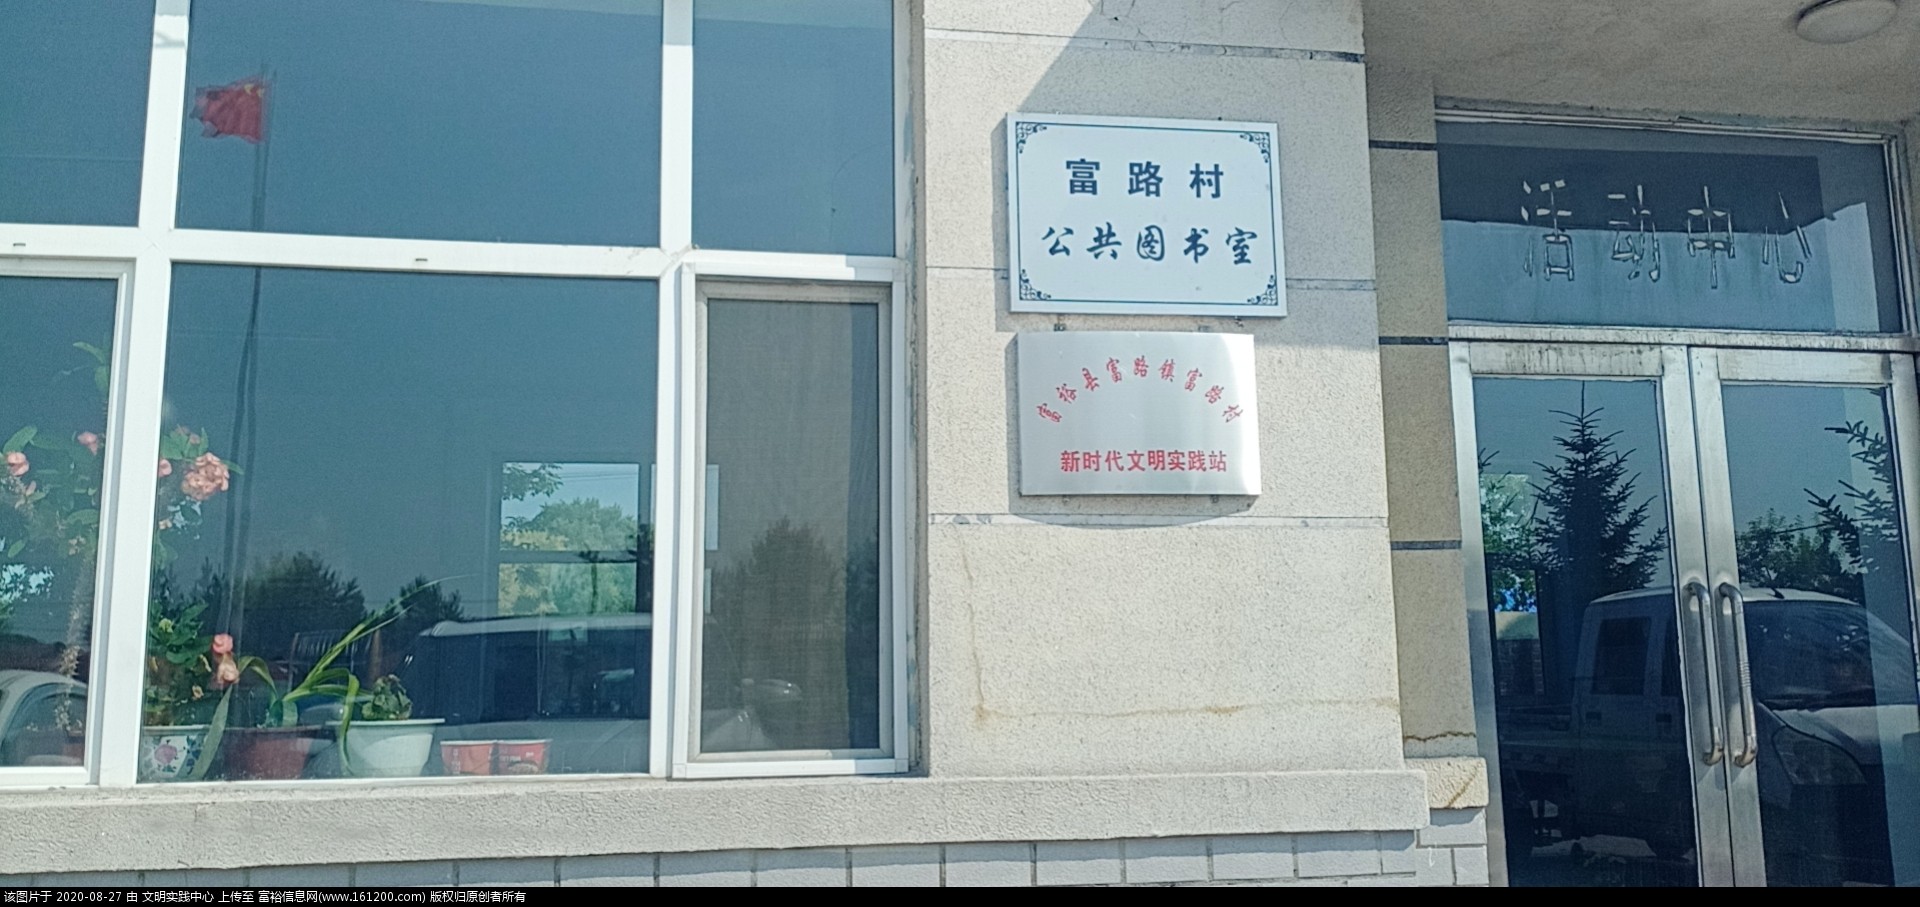 富路村
公共图书室
富裕县富路镇富路村
新时代文明实践站
活动中心
该图片于 2020-08-27 由 文明实践中心 上传至 富裕信息网(www.161200.com) 版权归原创者所有